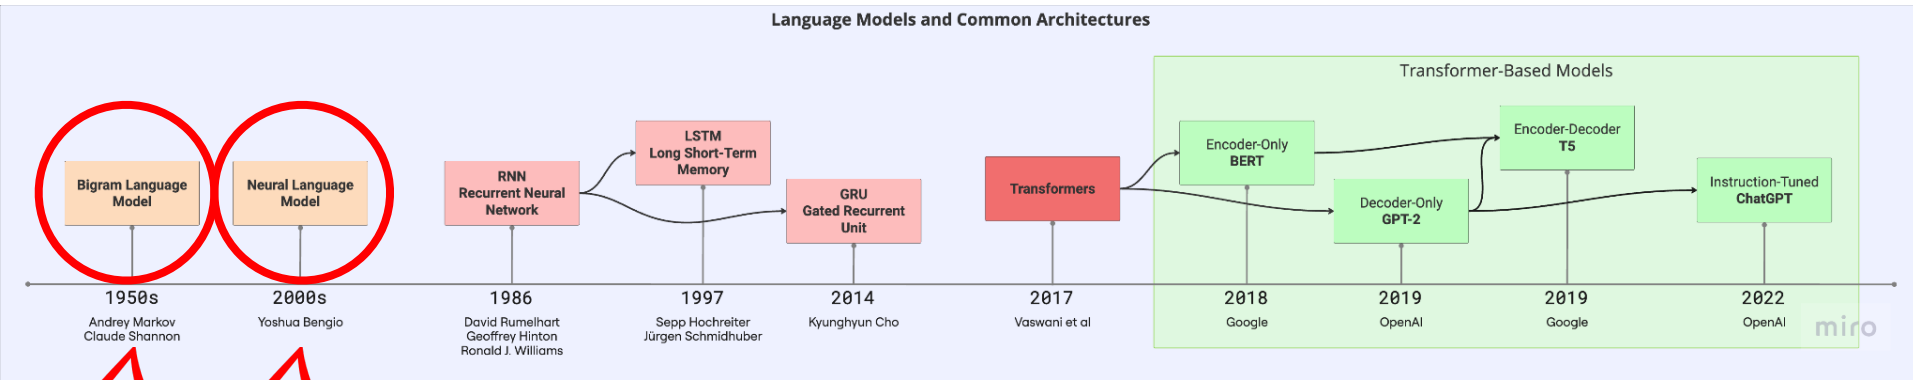 Language Models and Common Architectures
Transformer-Based Models
Bigram Language
Model
Neural Language
Model
RNN
Recurrent Neural
Network
LSTM
Long Short-Term
Memory
GRU
Gated Recurrent
Unit
Transformers
Encoder-Only
BERT
Decoder-Only
GPT-2
Encoder-Decoder
T5
Instruction-Tuned
ChatGPT
1950s
Andrey Markov
Claude Shannon
2000s
Yoshua Bengio
1986
David Rumelhart
Geoffrey Hinton
Ronald J. Williams
1997
Sepp Hochreiter
Jürgen Schmidhuber
2014
Kyunghyun Cho
2017
Vaswani et al
2018
Google
2019
OpenAI
2019
Google
2022
OpenAI
miro